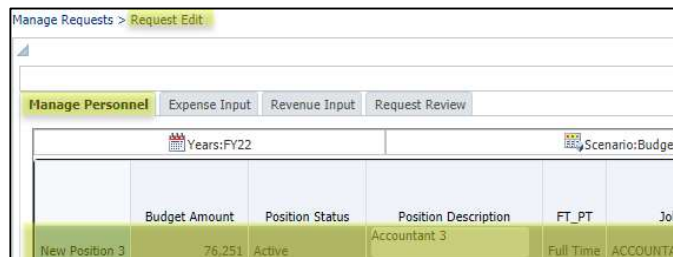 Manage Requests > Request Edit
Manage Personnel Expense Input Revenue Input Request Review
Years:FY22 Scenario:Budge
Budget Amount Position Status Position Description FT_PT Jo
Accountant 3
New Position 3 76,251 Active Full Time ACCOUNTA